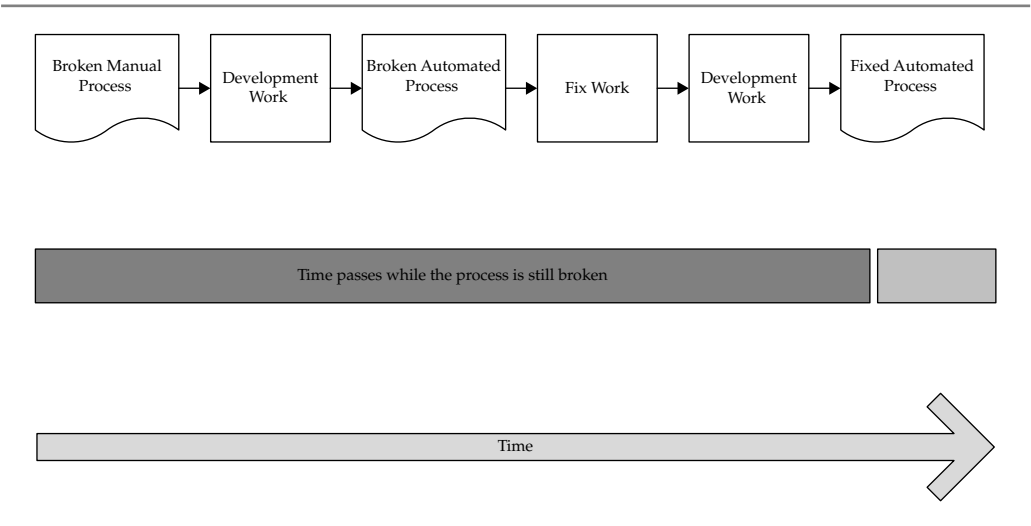 Broken Manual
Process
Development
Work
Broken Automated
Process
Fix Work
Development
Work
Fixed Automated
Process
Time passes while the process is still broken
Time